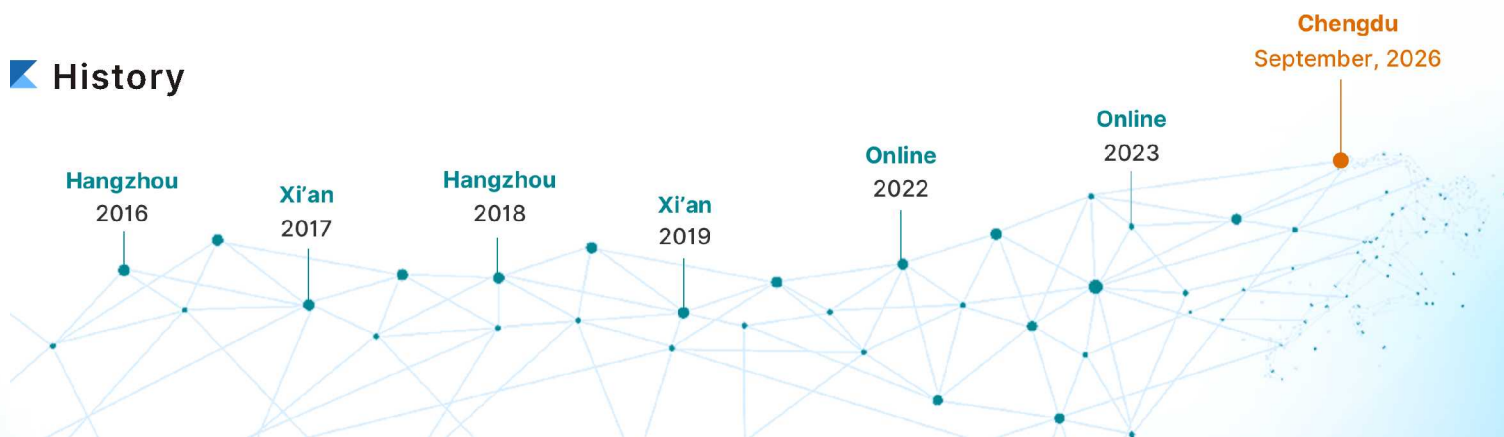 History
Hangzhou
2016
Xi’an
2017
Hangzhou
2018
Xi’an
2019
Online
2022
Online
2023
Chengdu
September, 2026